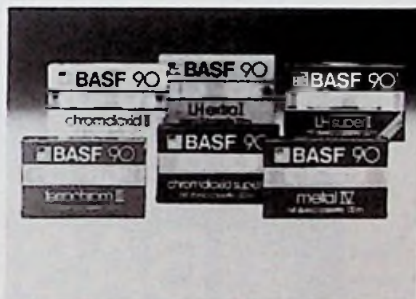 BASF 90
chromdioxid II
BASF 90
LH extra I
BASF 90
LH super I
BASF 90
ferrochrom III
BASF 90
chromdioxid super
BASF 90
metal IV